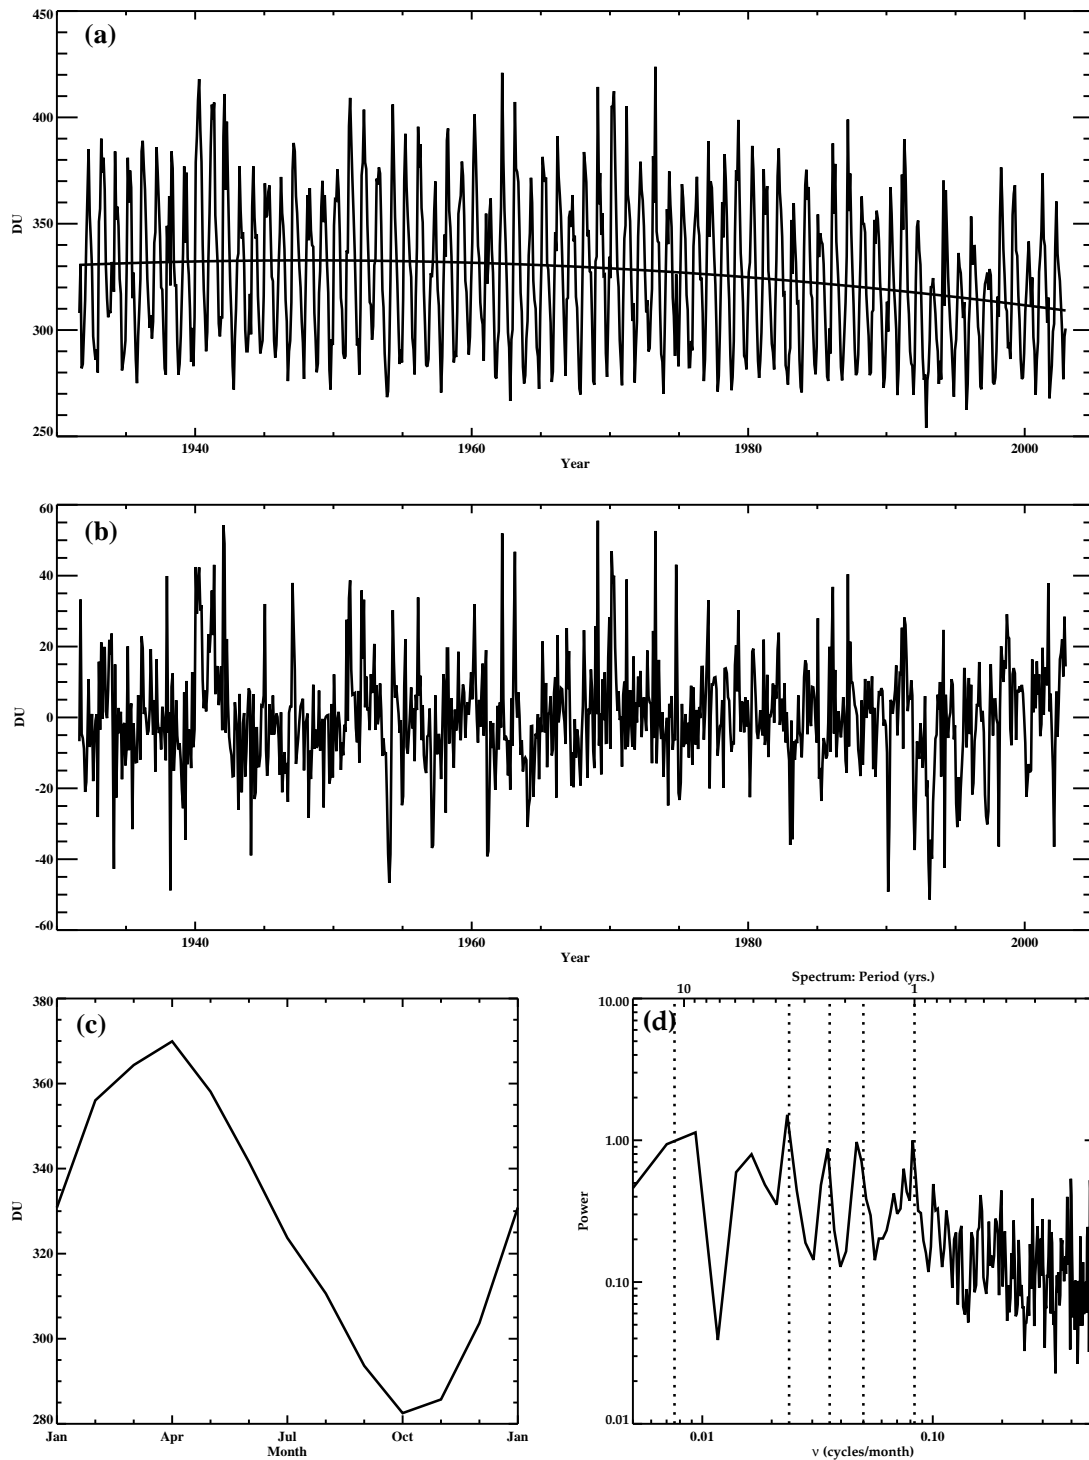 (a)
450
400
350
300
250
DU
1940
1960
1980
2000
Year
(b)
60
40
20
0
-20
-40
-60
DU
1940
1960
1980
2000
Year
(c)
380
360
340
320
300
280
DU
Jan
Apr
Jul
Oct
Jan
Month
Spectrum: Period (yrs.)
10
1
(d)
10.00
1.00
0.10
0.01
Power
0.01
0.10
ν (cycles/month)